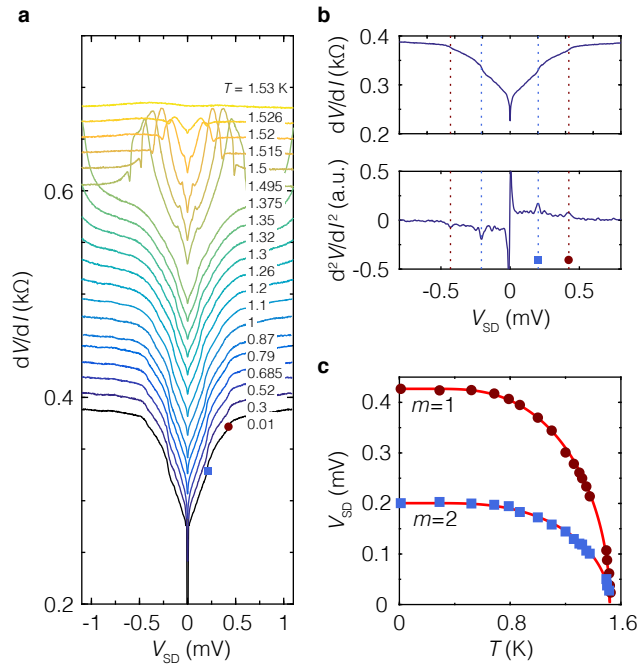 a
dV/dI (kΩ)
0.6
0.4
0.2
T = 1.53 K
1.526
1.52
1.515
1.5
1.495
1.375
1.35
1.32
1.3
1.26
1.2
1.1
1
0.87
0.79
0.685
0.52
0.3
0.01
-1 -0.5 0 0.5 1
V_SD (mV)
b
dV/dI (kΩ)
0.4
0.3
0.2
d²V/dI² (a.u.)
0.5
0
-0.5
-0.5 0 0.5
V_SD (mV)
c
V_SD (mV)
0.4
0.3
0.2
0.1
0
m=1
m=2
0 0.8 1.6
T (K)